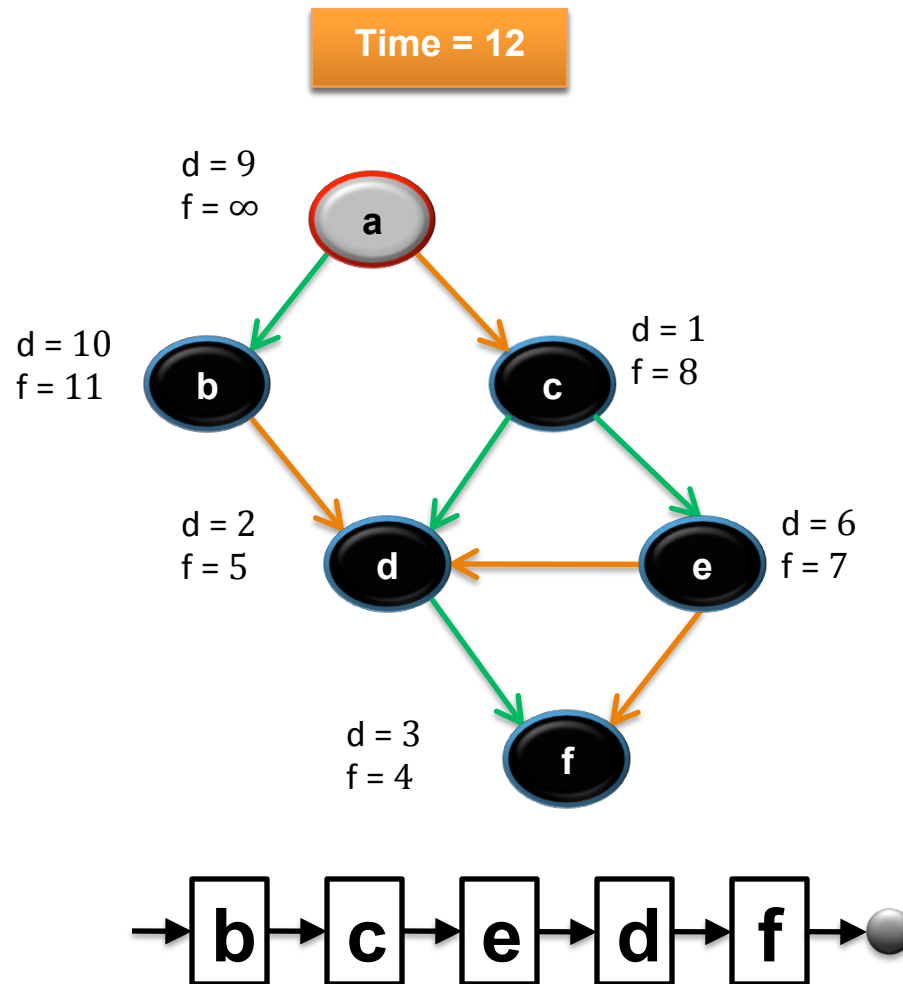 Time = 12
d = 9
f = ∞
a
d = 10
f = 11
b
c
d = 1
f = 8
d = 2
f = 5
d
e
d = 6
f = 7
d = 3
f = 4
f
b c e d f